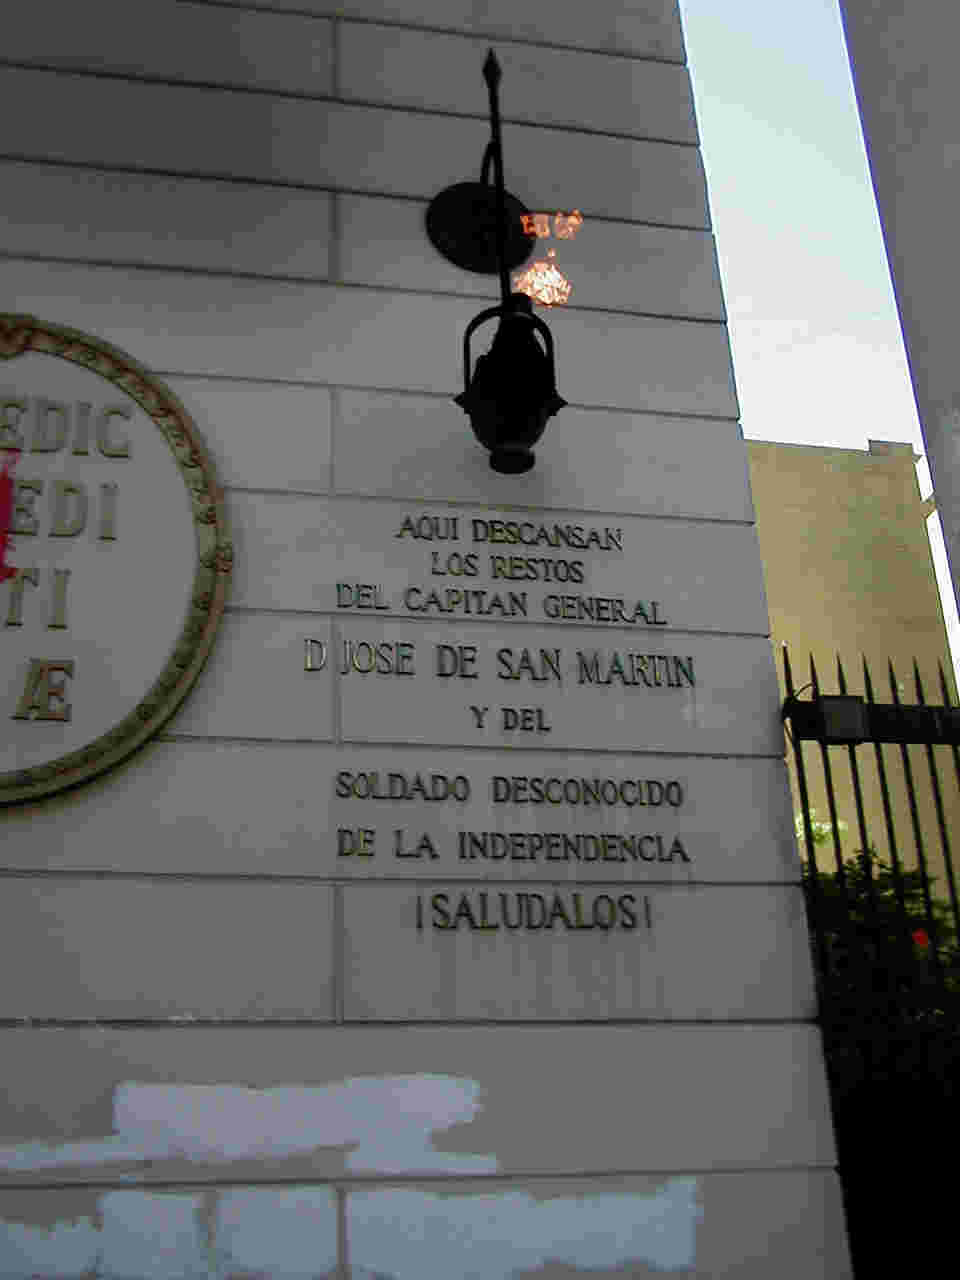 EDIC
EDI
TI
Æ
AQUI DESCANSAN
LOS RESTOS
DEL CAPITAN GENERAL
D JOSE DE SAN MARTIN
Y DEL
SOLDADO DESCONOCIDO
DE LA INDEPENDENCIA
¡SALUDALOS!